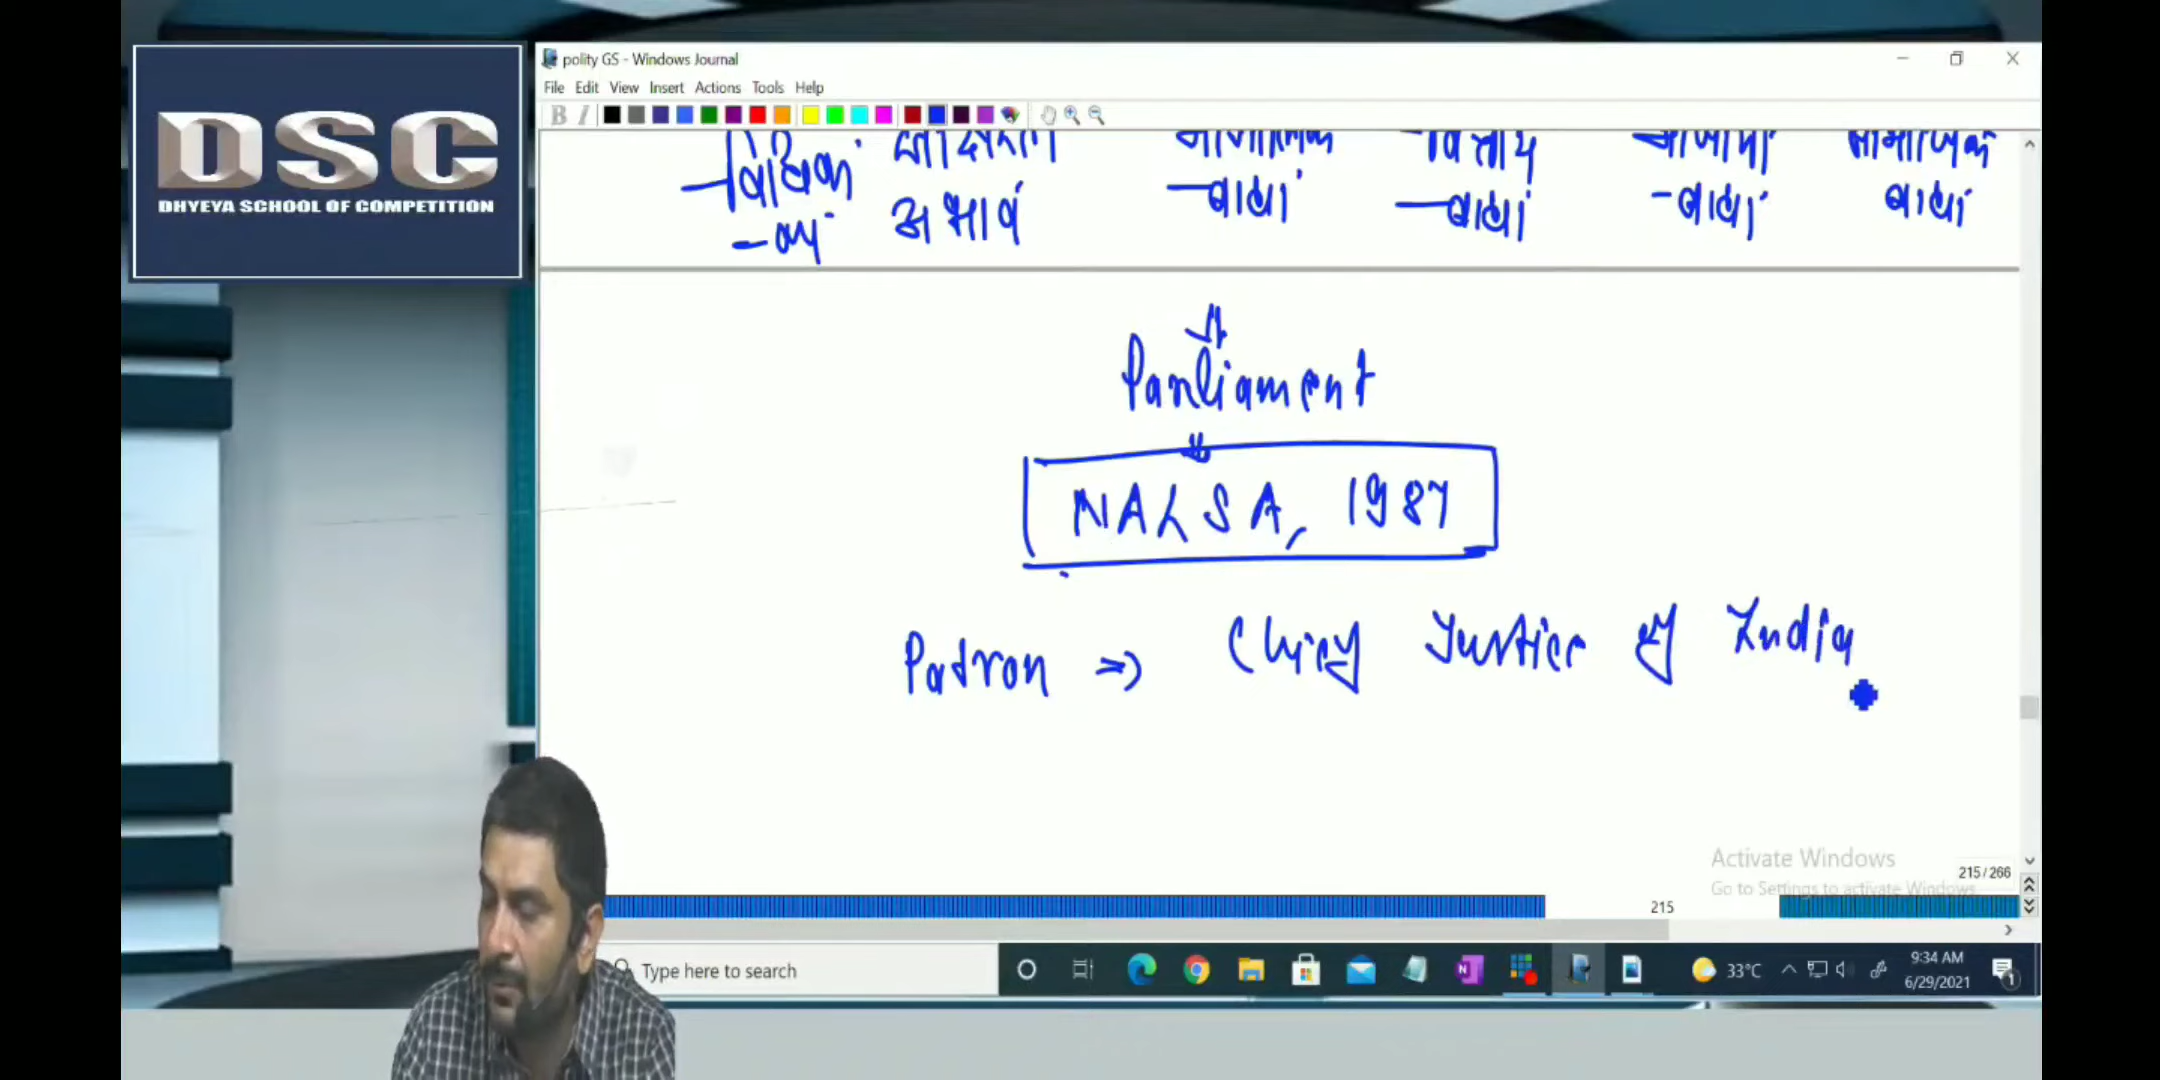 DSC
DHYEYA SCHOOL OF COMPETITION
polity GS - Windows Journal
File Edit View Insert Actions Tools Help
B I
विधिक आजीविका बाधा
अभाव बाधा बाधा बाधा
Parliament
NALSA, 1987
Patron ⇒ Chief Justice of India
Activate Windows
Go to Settings to activate Windows.
215 / 266
215
Type here to search
33°C
9:34 AM
6/29/2021
1